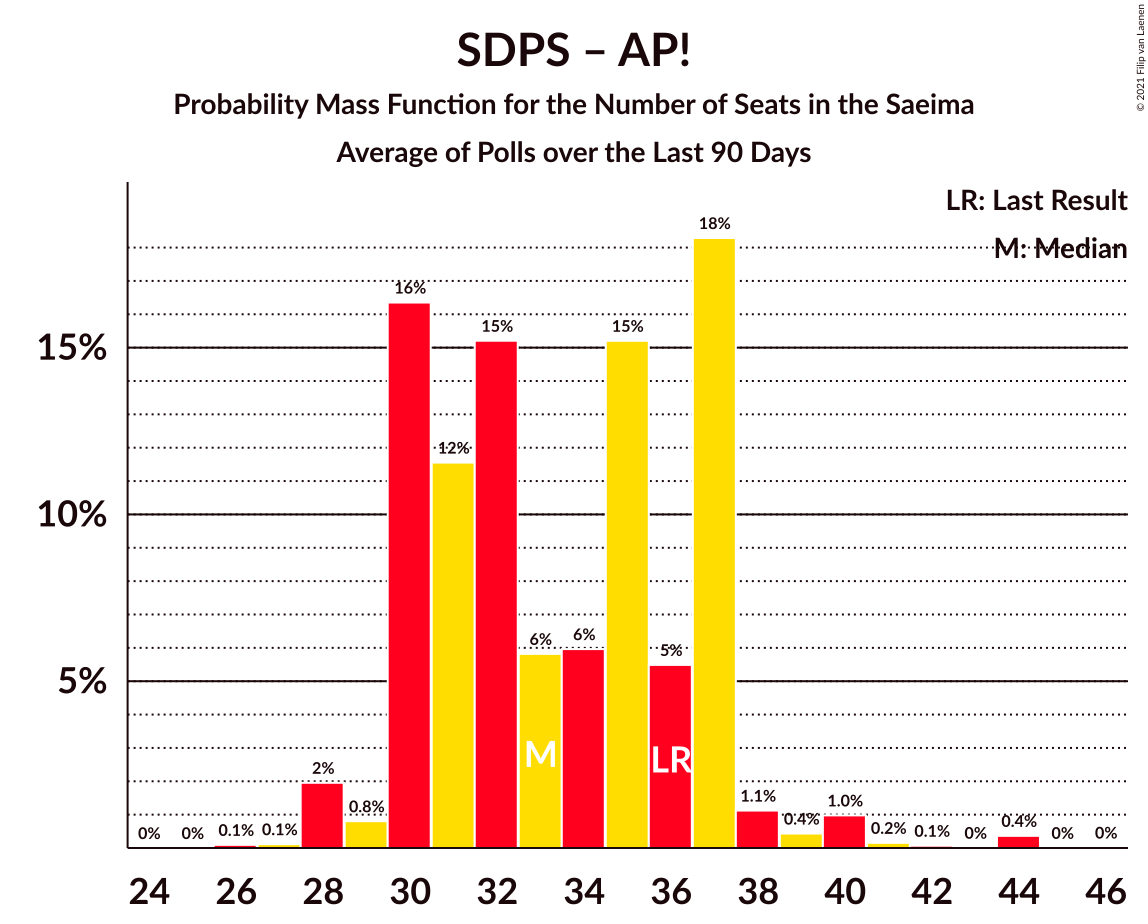 © 2021 Filip van Laenen
SDPS – AP!
Probability Mass Function for the Number of Seats in the Saeima
Average of Polls over the Last 90 Days
LR: Last Result
M: Median
18%
16%
15%
15%
15%
12%
10%
6%
6%
5%
5%
M
LR
2%
0.8%
1.1%
1.0%
0%
0%
0.1%
0.1%
0.4%
0.2%
0.1%
0%
0.4%
0%
0%
24 26 28 30 32 34 36 38 40 42 44 46